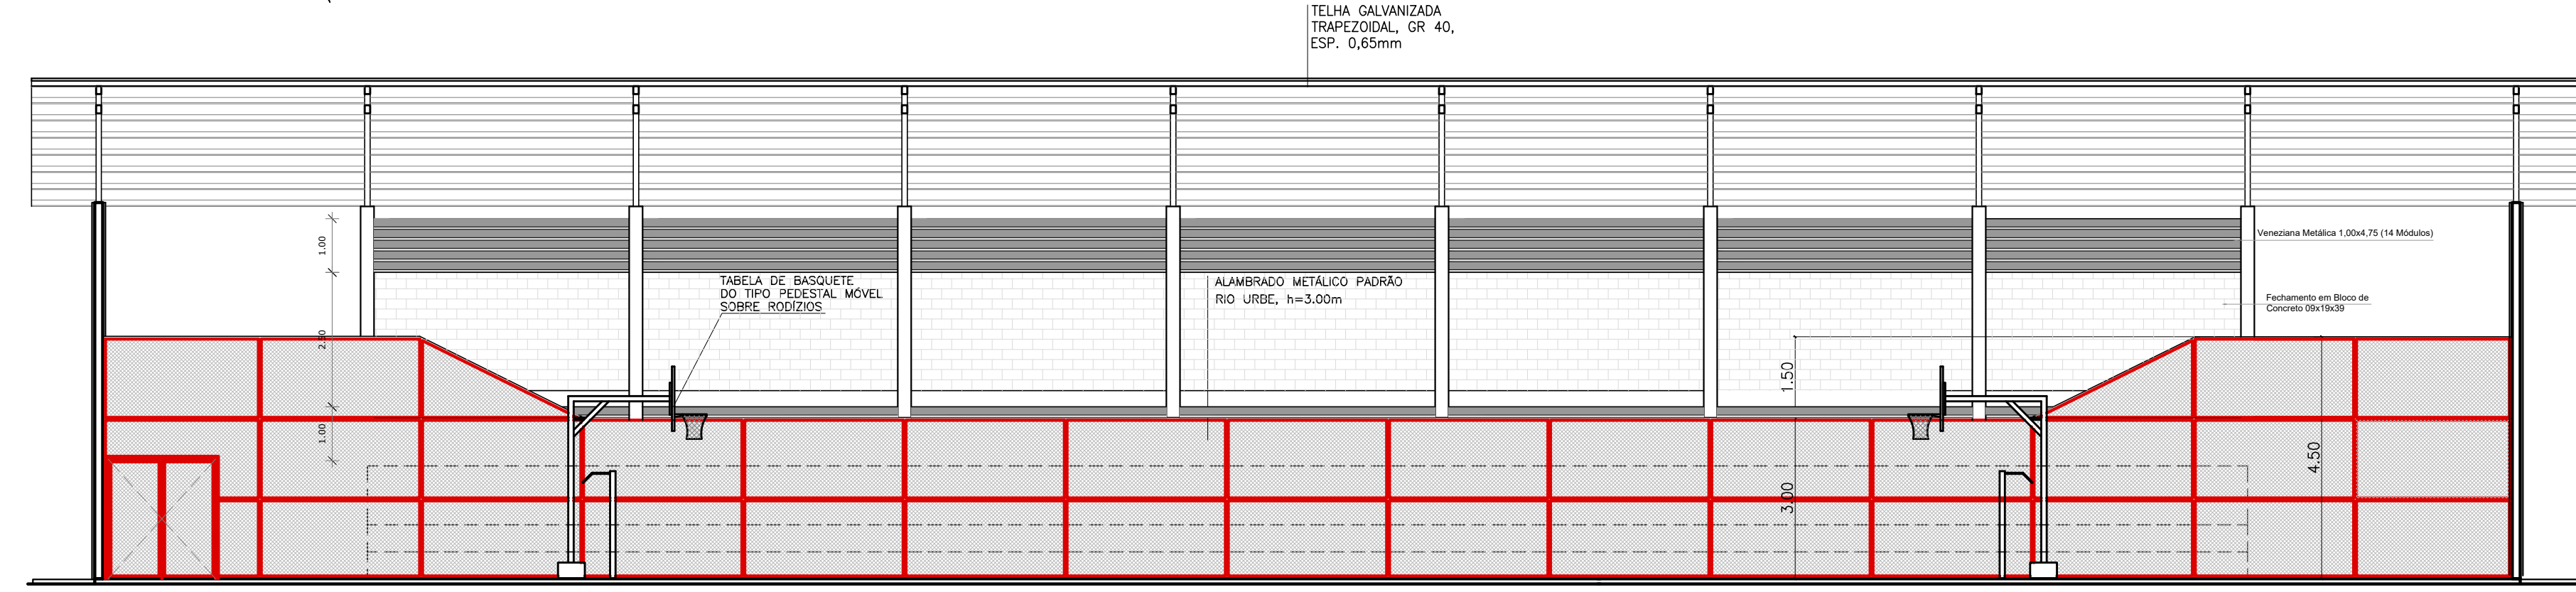 TELHA GALVANIZADA
TRAPEZOIDAL, GR 40,
ESP. 0,65mm
1.00
Veneziana Metálica 1,00x4,75 (14 Módulos)
TABELA DE BASQUETE
DO TIPO PEDESTAL MÓVEL
SOBRE RODÍZIOS
ALAMBRADO METÁLICO PADRÃO
RIO URBE, h=3.00m
Fechamento em Bloco de
Concreto 09x19x39
2.50
1.50
1.00
4.50
3.00